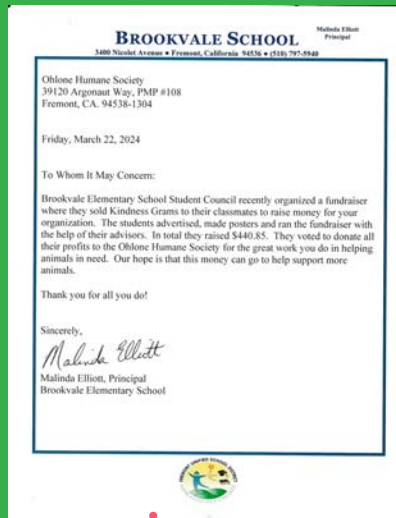 BROOKVALE SCHOOL
Malinda Elliott
Principal
3400 Nicolet Avenue • Fremont, California 94536 • (510) 797-5940
Ohlone Humane Society
39120 Argonaut Way, PMP #108
Fremont, CA. 94538-1304
Friday, March 22, 2024
To Whom It May Concern:
Brookvale Elementary School Student Council recently organized a fundraiser
where they sold Kindness Grams to their classmates to raise money for your
organization. The students advertised, made posters and ran the fundraiser with
the help of their advisors. In total they raised $440.85. They voted to donate all
their profits to the Ohlone Humane Society for the great work you do in helping
animals in need. Our hope is that this money can go to help support more
animals.
Thank you for all you do!
Sincerely,
Malinda Elliott
Malinda Elliott, Principal
Brookvale Elementary School
FREMONT UNIFIED SCHOOL DISTRICT